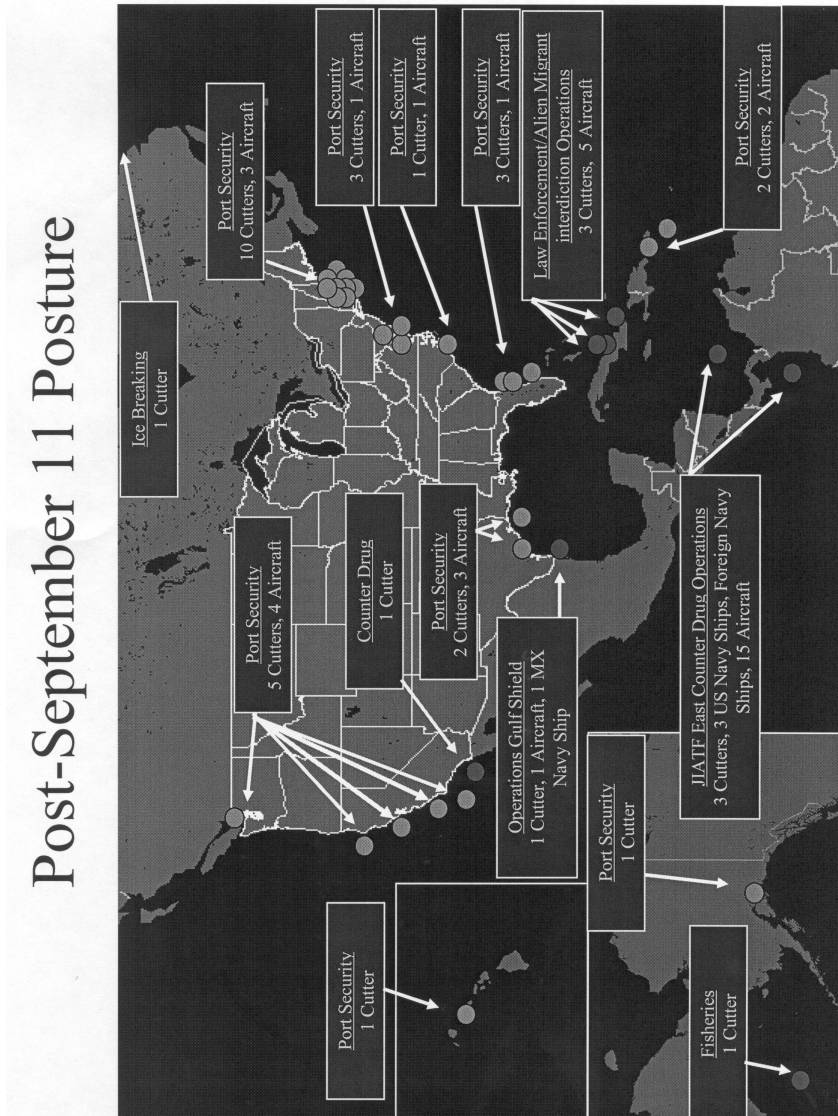 Post-September 11 Posture
Ice Breaking
1 Cutter
Port Security
10 Cutters, 3 Aircraft
Port Security
5 Cutters, 4 Aircraft
Port Security
3 Cutters, 1 Aircraft
Counter Drug
1 Cutter
Port Security
1 Cutter, 1 Aircraft
Port Security
2 Cutters, 3 Aircraft
Port Security
3 Cutters, 1 Aircraft
Port Security
1 Cutter
Operations Gulf Shield
1 Cutter, 1 Aircraft, 1 MX
Navy Ship
Law Enforcement/Alien Migrant
interdiction Operations
3 Cutters, 5 Aircraft
Port Security
1 Cutter
Fisheries
1 Cutter
JIATF East Counter Drug Operations
3 Cutters, 3 US Navy Ships, Foreign Navy
Ships, 15 Aircraft
Port Security
2 Cutters, 2 Aircraft